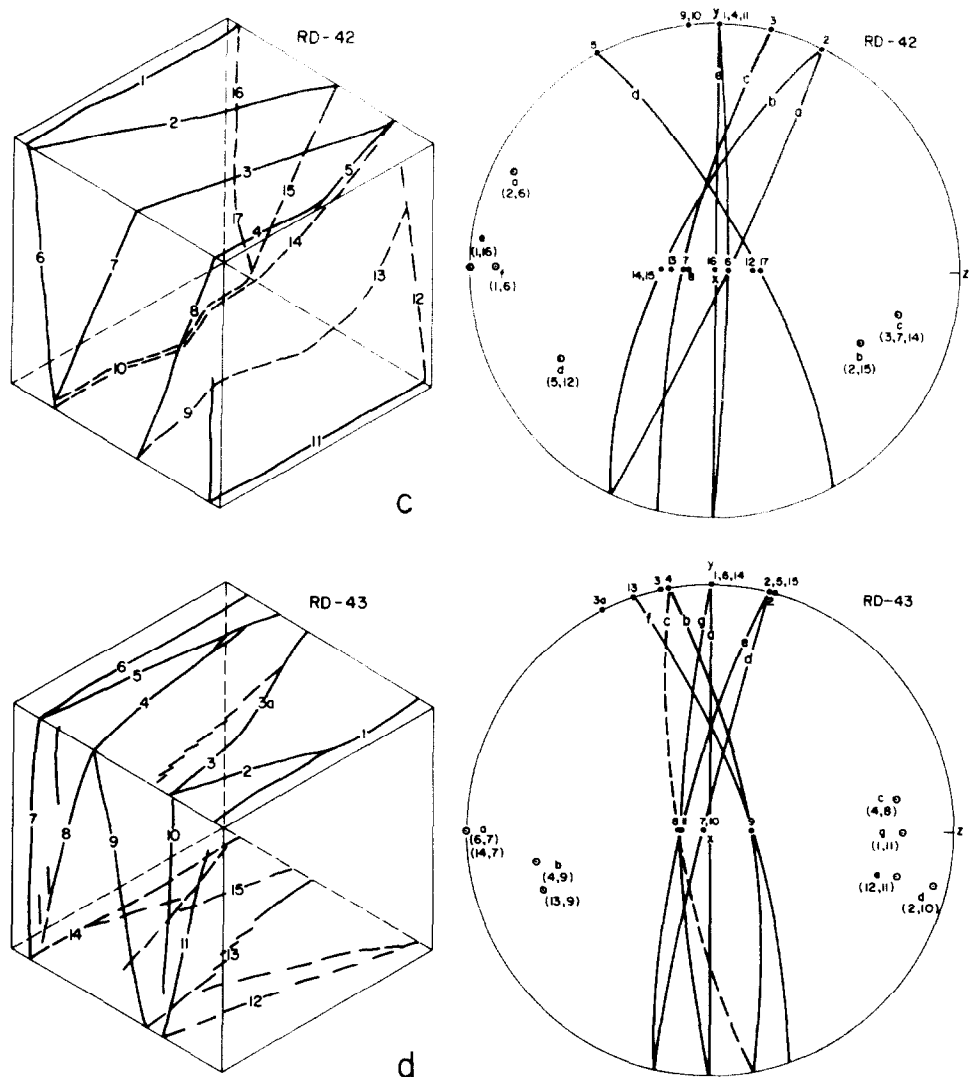 RD-42
1
16
2
3
5
15
4
17
14
6
7
13
8
12
10
9
11
c
9,10
y
1,4,11
3
2
5
RD-42
e
c
d
b
a
a
(2,6)
e
(1,16)
f
(1,6)
14,15
13
7
8
16
x
6
12
17
z
c
(3,7,14)
b
(2,15)
d
(5,12)
RD-43
6
5
4
3a
1
3
2
7
8
9
10
15
14
11
13
12
d
y
3a
13
3
4
1,6,14
2,5,15
12
RD-43
f
c
b
g
a
e
d
a
(6,7)
(14,7)
8
11
7,10
x
9
z
c
(4,8)
g
(1,11)
b
(4,9)
(13,9)
e
(12,11)
d
(2,10)